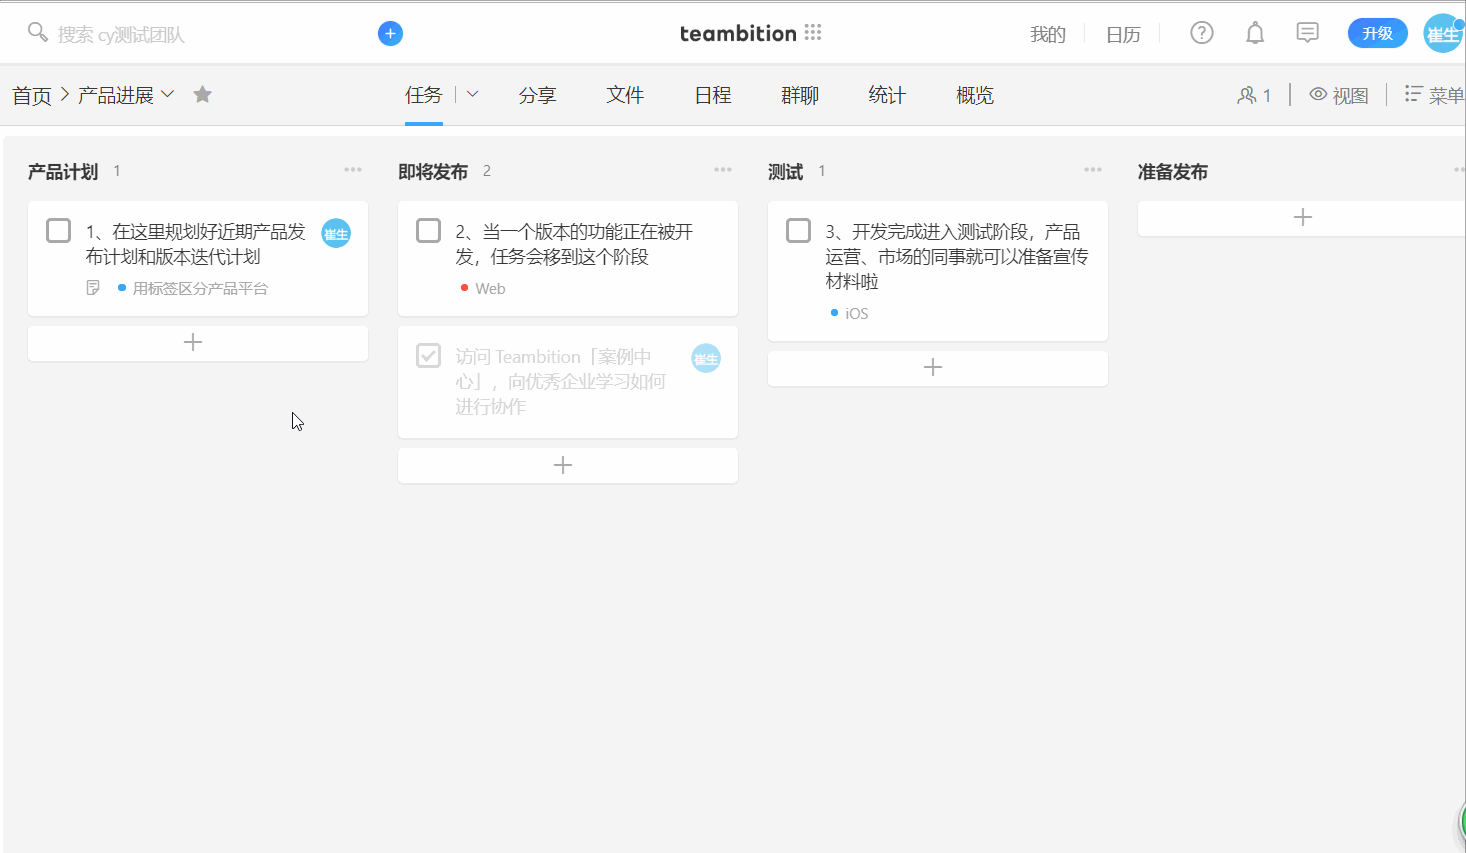 搜索 cy测试团队
teambition
我的
日历
升级
崔生
首页
产品进展
任务
分享
文件
日程
群聊
统计
概览
1
视图
菜单
产品计划 1
1、在这里规划好近期产品发
布计划和版本迭代计划
崔生
用标签区分产品平台
即将发布 2
2、当一个版本的功能正在被开
发，任务会移到这个阶段
Web
访问 Teambition「案例中
心」，向优秀企业学习如何
进行协作
崔生
测试 1
3、开发完成进入测试阶段，产品
运营、市场的同事就可以准备宣传
材料啦
iOS
准备发布